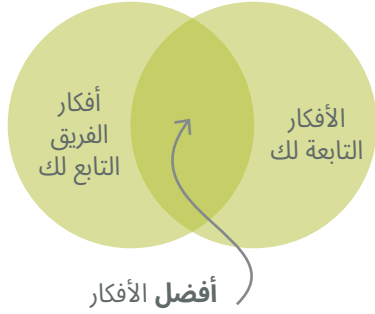 الأفكار
التابعة لك
أفكار
الفريق
التابع لك
أفضل الأفكار